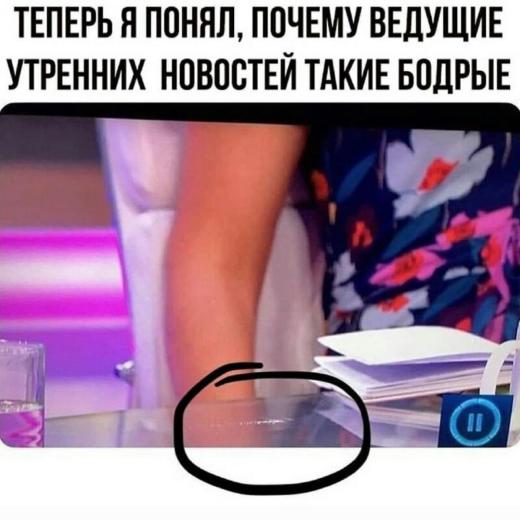 ТЕПЕРЬ Я ПОНЯЛ, ПОЧЕМУ ВЕДУЩИЕ
УТРЕННИХ НОВОСТЕЙ ТАКИЕ БОДРЫЕ